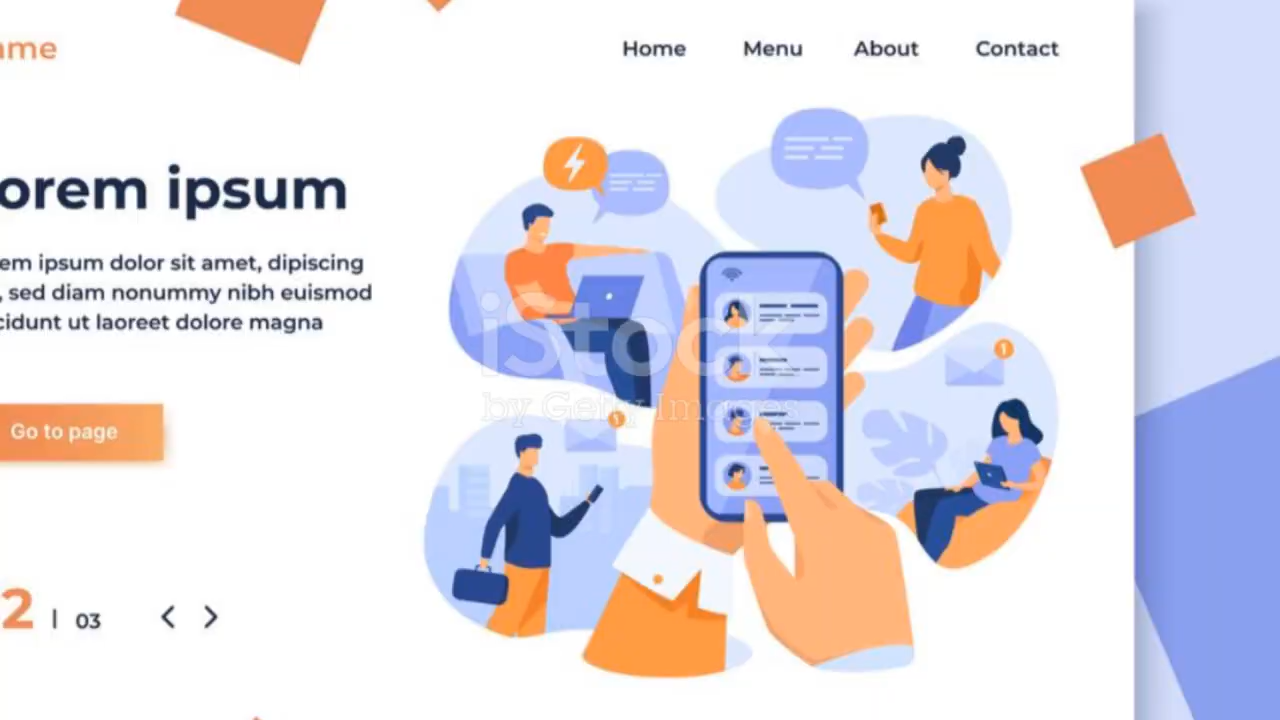 ame
Home Menu About Contact
orem ipsum
em ipsum dolor sit amet, dipiscing
, sed diam nonummy nibh euismod
cidunt ut laoreet dolore magna
iStock
by Getty Images
Go to page
2 | 03